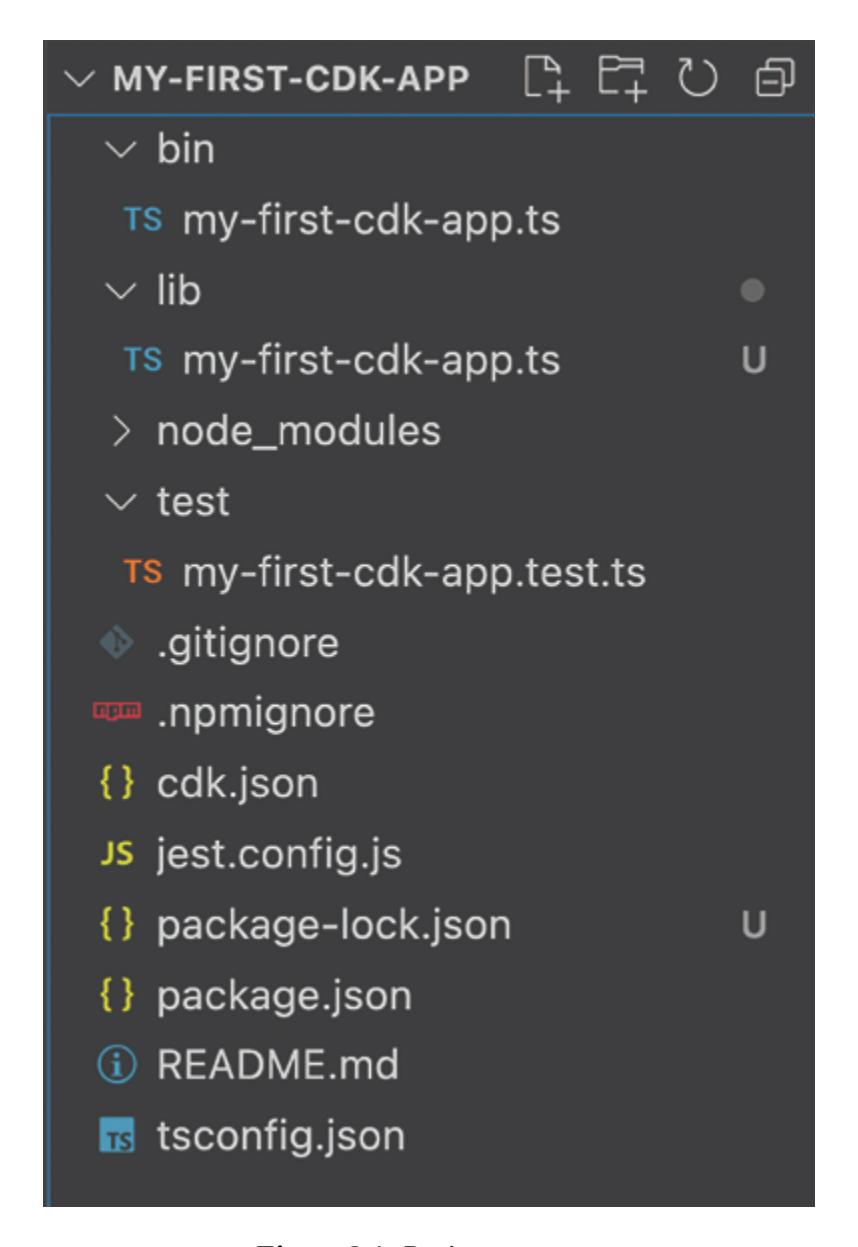 MY-FIRST-CDK-APP
bin
TS my-first-cdk-app.ts
lib
TS my-first-cdk-app.ts U
node_modules
test
TS my-first-cdk-app.test.ts
.gitignore
npm .npmignore
{} cdk.json
JS jest.config.js
{} package-lock.json U
{} package.json
README.md
TS tsconfig.json